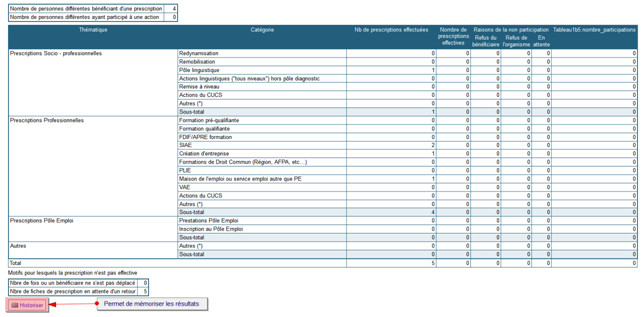 Nombre de personnes différentes bénéficiant d'une prescription 4
Nombre de personnes différentes ayant participé à une action 0
Thématique Catégorie Nb de prescriptions effectuées Nombre de prescriptions effectives Raisons de la non participation Refus du bénéficiaire Refus de l'organisme En attente Tableau1b5.nombre_participations
Prescriptions Socio - professionnelles Redynamisation 0 0 0 0 0 0
Remobilisation 0 0 0 0 0 0
Pôle linguistique 1 0 0 0 0 0
Actions linguistiques ("tous niveaux") hors pôle diagnostic 0 0 0 0 0 0
Remise à niveau 0 0 0 0 0 0
Actions du CUCS 0 0 0 0 0 0
Autres (*) 0 0 0 0 0 0
Sous-total 1 0 0 0 0 0
Prescriptions Professionnelles Formation pré-qualifiante 0 0 0 0 0 0
Formation qualifiante 0 0 0 0 0 0
FDIF/APRE formation 0 0 0 0 0 0
SIAE 2 0 0 0 0 0
Création d'entreprise 1 0 0 0 0 0
Formations de Droit Commun (Région, AFPA, etc...) 0 0 0 0 0 0
PLIE 0 0 0 0 0 0
Maison de l'emploi ou service emploi autre que PE 1 0 0 0 0 0
VAE 0 0 0 0 0 0
Actions du CUCS 0 0 0 0 0 0
Autres (*) 0 0 0 0 0 0
Sous-total 4 0 0 0 0 0
Prescriptions Pôle Emploi Prestations Pôle Emploi 0 0 0 0 0 0
Inscription au Pôle Emploi 0 0 0 0 0 0
Sous-total 0 0 0 0 0 0
Autres Autres (*) 0 0 0 0 0 0
Sous-total 0 0 0 0 0 0
Total 5 0 0 0 0 0
Motifs pour lesquels la prescription n'est pas effective
Nbre de fois ou un bénéficiaire ne s'est pas déplacé 0
Nbre de fiches de prescription en attente d'un retour 5
Historiser Permet de mémoriser les résultats